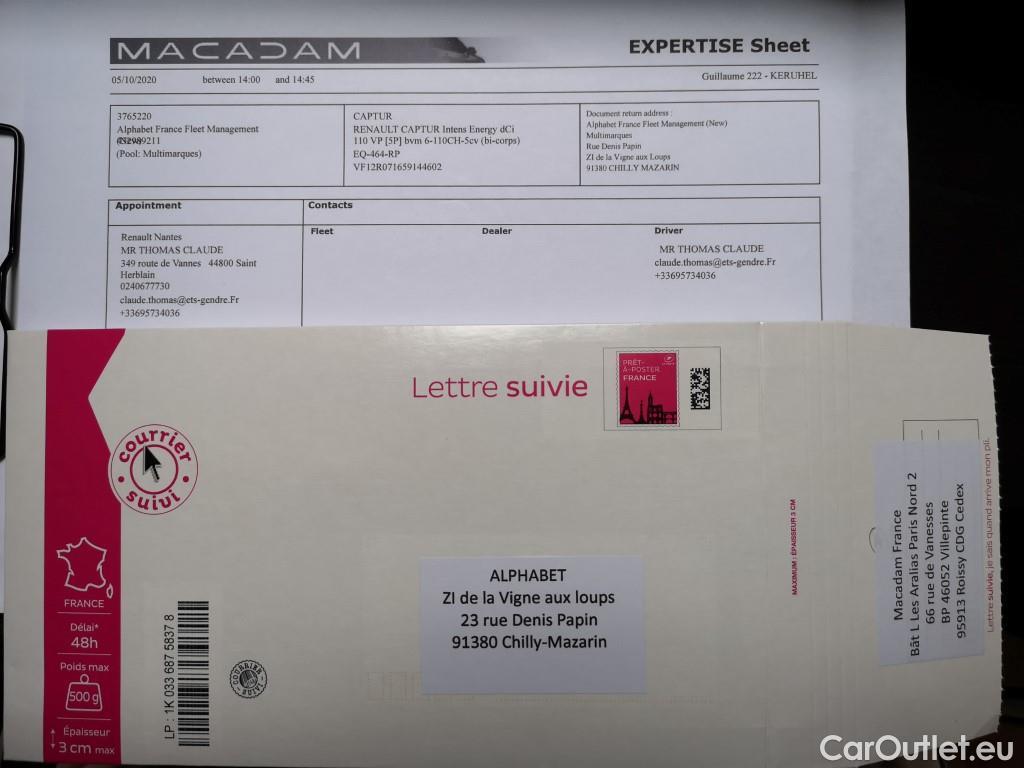 MACADAM
EXPERTISE Sheet
05/10/2020 between 14:00 and 14:45
Guillaume 222 - KERUHEL
3765220
Alphabet France Fleet Management
(Pool: Multimarques)
CAPTUR
RENAULT CAPTUR Intens Energy dCi
110 VP [5P] bvm 6-110CH-5cv (bi-corps)
EQ-464-RP
VF12R071659144602
Document return address :
Alphabet France Fleet Management (New)
Multimarques
Rue Denis Papin
ZI de la Vigne aux Loups
91380 CHILLY MAZARIN
Appointment
Contacts
Renault Nantes
MR THOMAS CLAUDE
349 route de Vannes 44800 Saint
Herblain
0240677730
claude.thomas@ets-gendre.Fr
+33695734036
Fleet
Dealer
Driver
MR THOMAS CLAUDE
claude.thomas@ets-gendre.Fr
+33695734036
Lettre suivie
PRÊT-
À-POSTER
FRANCE
courrier
suivi
FRANCE
Délai*
48h
Poids max
500 g
Épaisseur
3 cm max
LP : 1K 033 687 5837 8
ALPHABET
ZI de la Vigne aux loups
23 rue Denis Papin
91380 Chilly-Mazarin
MAXIMUM : ÉPAISSEUR 3 CM
Macadam France
Bât L Les Aralias Paris Nord 2
66 rue de Vanesses
BP 46052 Villepinte
95913 Roissy CDG Cedex
Lettre suivie, je sais quand arrive mon pli.
CarOutlet.eu